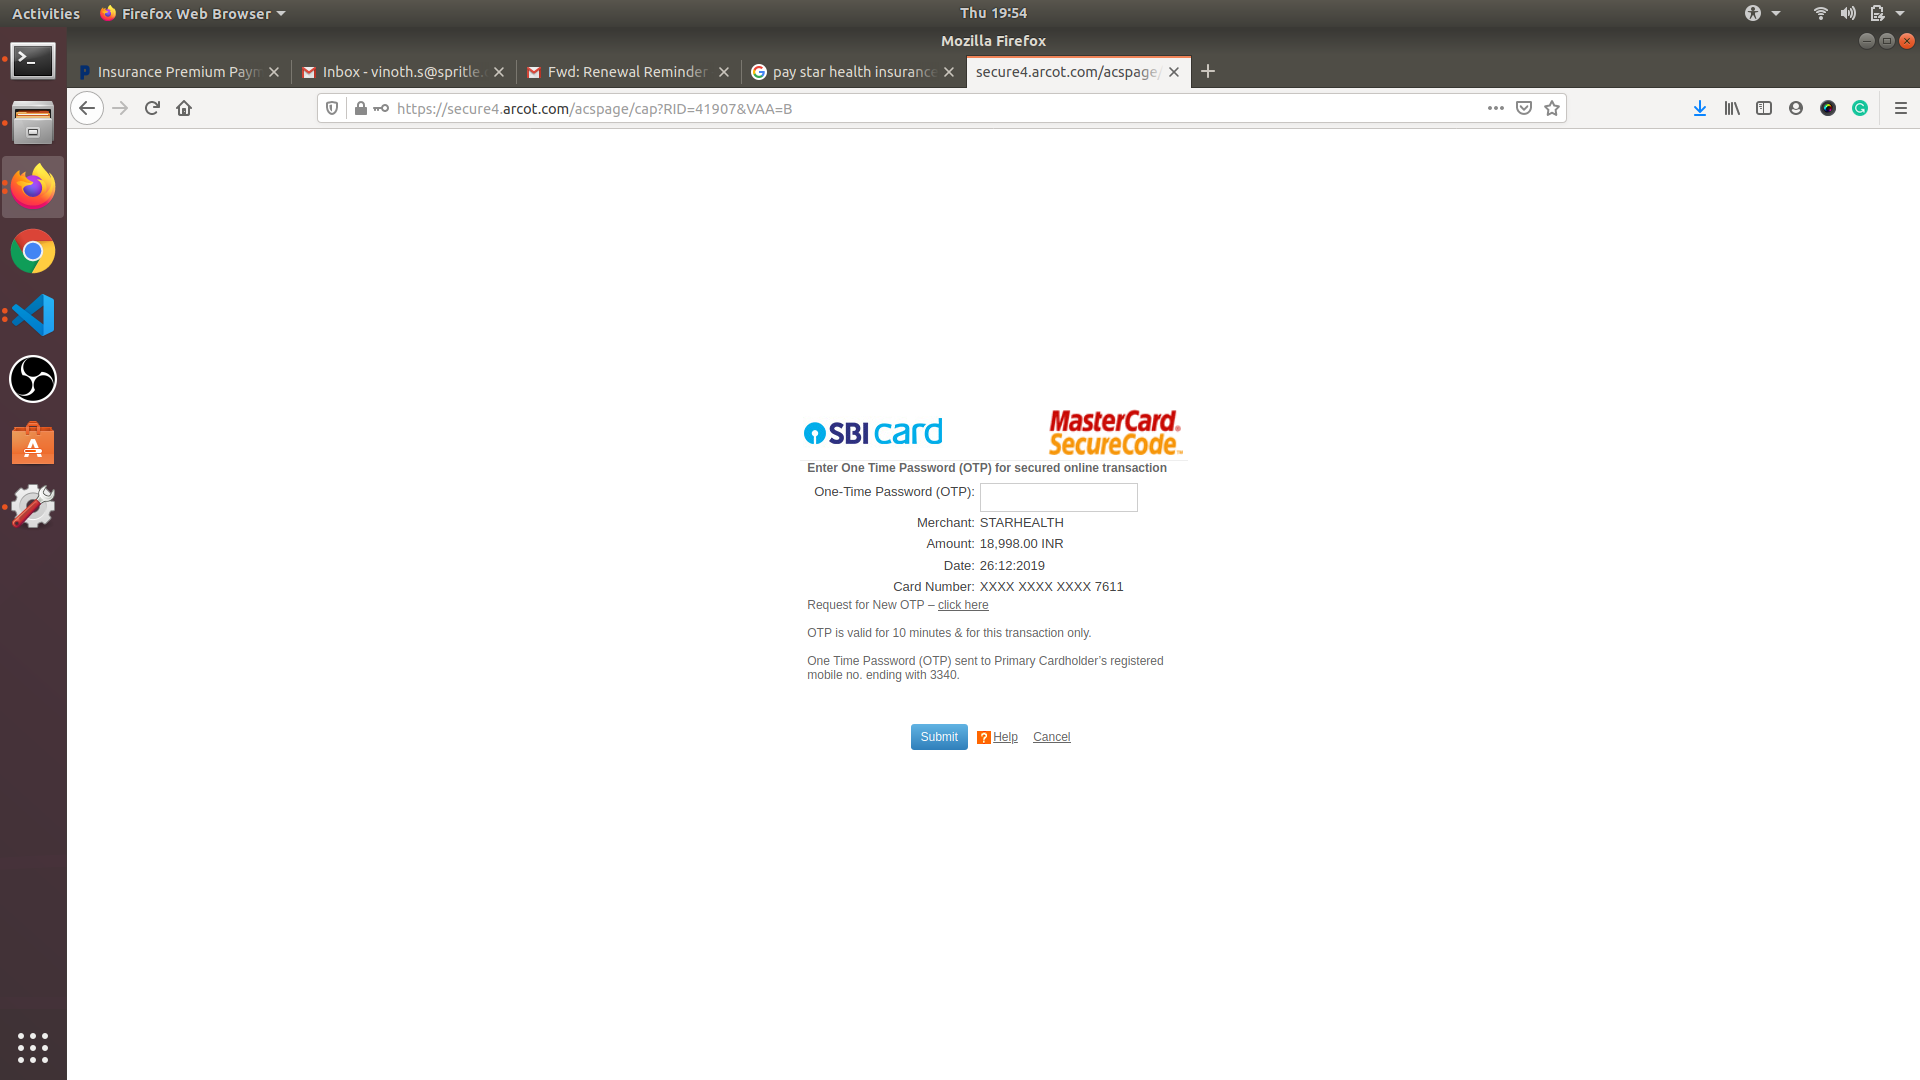 Activities
Firefox Web Browser
Thu 19:54
Mozilla Firefox
Insurance Premium Paym
Inbox - vinoth.s@spritle.
Fwd: Renewal Reminder
pay star health insurance
secure4.arcot.com/acspage/
https://secure4.arcot.com/acspage/cap?RID=41907&VAA=B
SBI card
MasterCard.
SecureCode™
Enter One Time Password (OTP) for secured online transaction
One-Time Password (OTP):
Merchant: STARHEALTH
Amount: 18,998.00 INR
Date: 26:12:2019
Card Number: XXXX XXXX XXXX 7611
Request for New OTP – click here
OTP is valid for 10 minutes & for this transaction only.
One Time Password (OTP) sent to Primary Cardholder’s registered
mobile no. ending with 3340.
Submit
? Help
Cancel